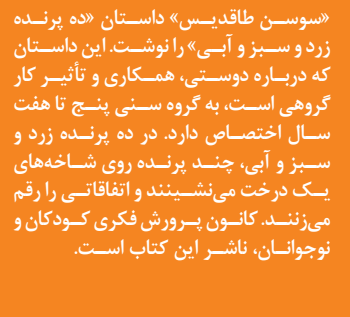 «سوسن طاقدیس» داستان «ده پرنده
زرد و سبز و آبی» را نوشت. این داستان
که درباره دوستی، همکاری و تأثیر کار
گروهی است، به گروه سنی پنج تا هفت
سال اختصاص دارد. در ده پرنده زرد و
سبز و آبی، چند پرنده روی شاخه‌های
یک درخت می‌نشینند و اتفاقاتی را رقم
می‌زنند. کانون پرورش فکری کودکان و
نوجوانان، ناشر این کتاب است.